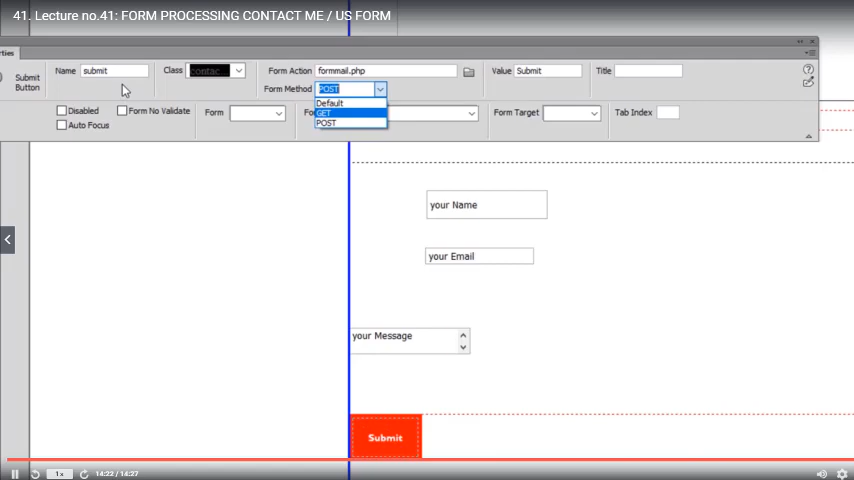 41. Lecture no.41: FORM PROCESSING CONTACT ME / US FORM
rties
Submit Button
Name submit
Class contac...
Form Action formmail.php
Value Submit
Title
Form Method POST
Default
GET
POST
Disabled
Form No Validate
Auto Focus
Form
Fo
Form Target
Tab Index
your Name
your Email
your Message
Submit
1x
14:22 / 14:27